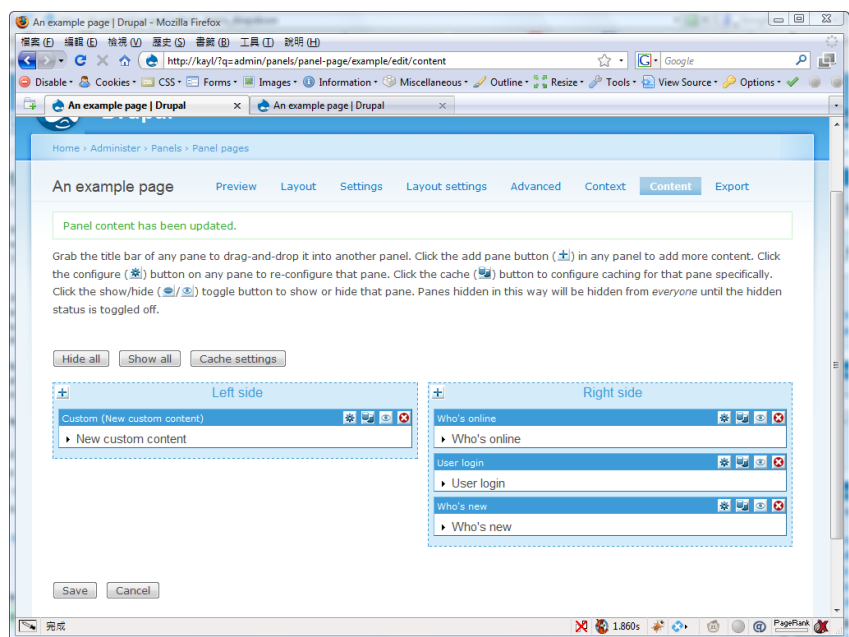 An example page | Drupal - Mozilla Firefox
檔案(F) 編輯(E) 檢視(V) 歷史(S) 書籤(B) 工具(T) 說明(H)
http://kayl/?q=admin/panels/panel-page/example/edit/content
Google
Disable Cookies CSS Forms Images Information Miscellaneous Outline Resize Tools View Source Options
An example page | Drupal An example page | Drupal
Drupal
Home › Administer › Panels › Panel pages
An example page Preview Layout Settings Layout settings Advanced Context Content Export
Panel content has been updated.
Grab the title bar of any pane to drag-and-drop it into another panel. Click the add pane button ( ) in any panel to add more content. Click
the configure ( ) button on any pane to re-configure that pane. Click the cache ( ) button to configure caching for that pane specifically.
Click the show/hide ( / ) toggle button to show or hide that pane. Panes hidden in this way will be hidden from everyone until the hidden
status is toggled off.
Hide all Show all Cache settings
Left side
Custom (New custom content)
New custom content
Right side
Who's online
Who's online
User login
User login
Who's new
Who's new
Save Cancel
完成 1.860s PageRank